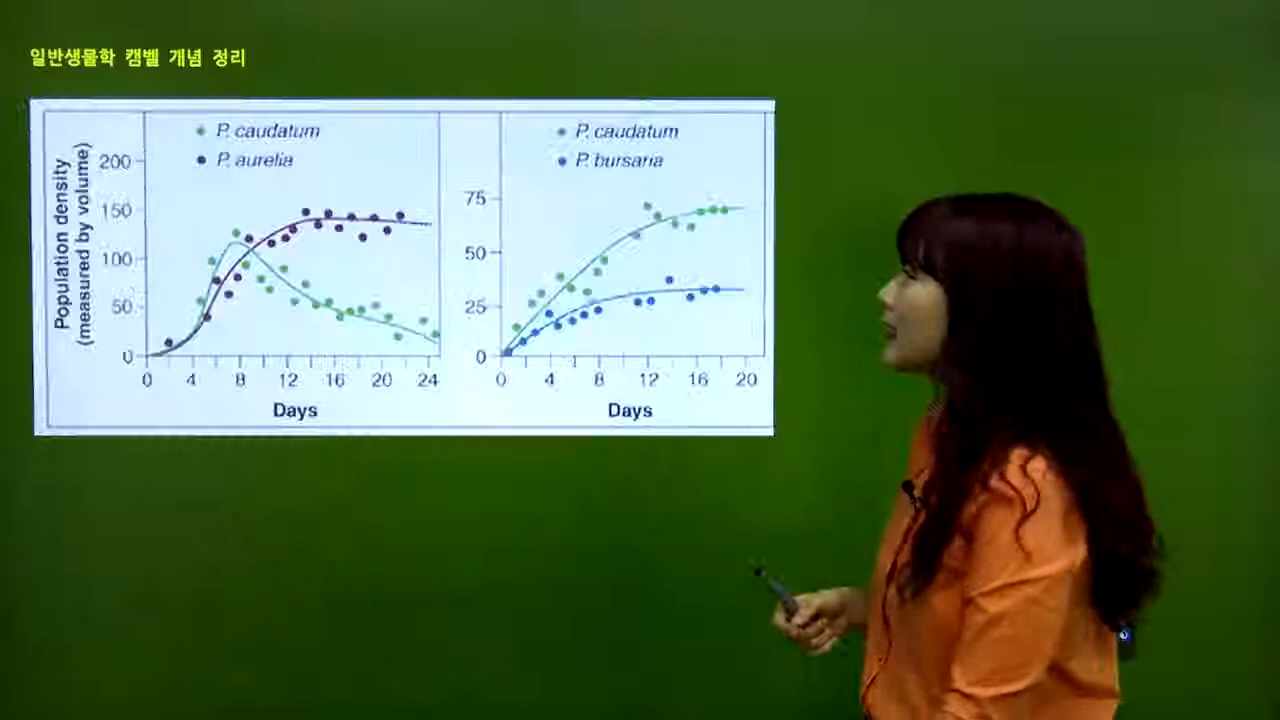 일반생물학 캠벨 개념 정리
Population density
(measured by volume)
P. caudatum
P. aurelia
200
150
100
50
0
0 4 8 12 16 20 24
Days
P. caudatum
P. bursaria
75
50
25
0
0 4 8 12 16 20
Days